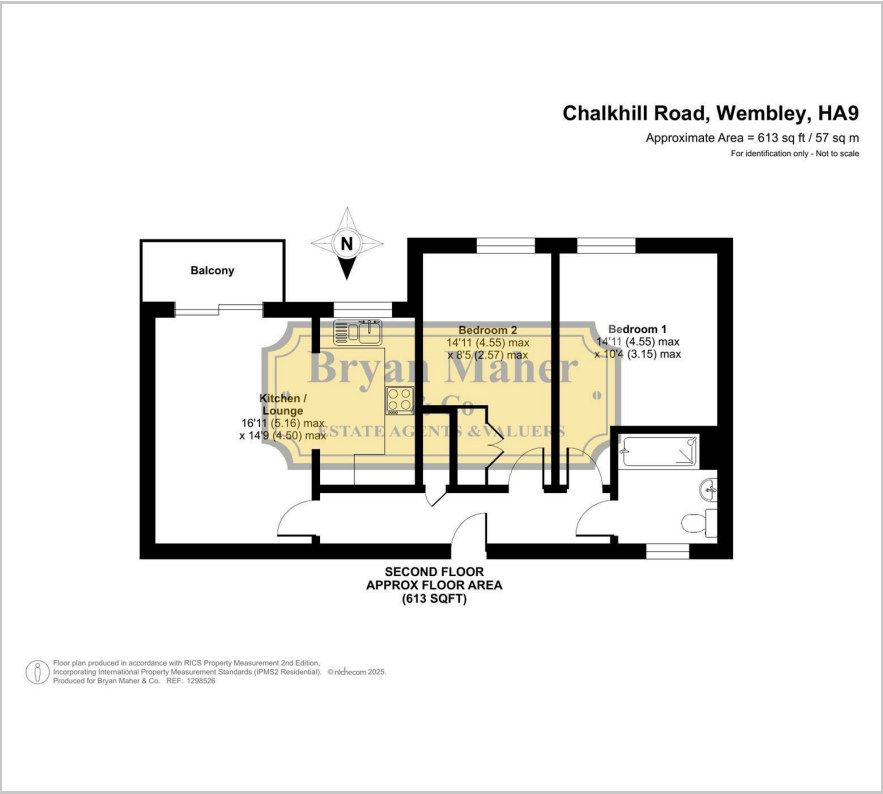 Chalkhill Road, Wembley, HA9
Approximate Area = 613 sq ft / 57 sq m
For identification only - Not to scale
N
Balcony
Bedroom 2
14'11 (4.55) max
x 8'5 (2.57) max
Bedroom 1
14'11 (4.55) max
x 10'4 (3.15) max
Bryan Maher
& Co
ESTATE AGENTS & VALUERS
Kitchen /
Lounge
16'11 (5.16) max
x 14'9 (4.50) max
SECOND FLOOR
APPROX FLOOR AREA
(613 SQFT)
Floor plan produced in accordance with RICS Property Measurement 2nd Edition,
Incorporating International Property Measurement Standards (IPMS2 Residential). © nichecom 2025.
Produced for Bryan Maher & Co. REF: 1298526